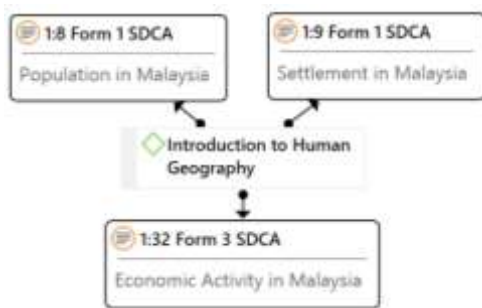 1:8 Form 1 SDCA
Population in Malaysia
1:9 Form 1 SDCA
Settlement in Malaysia
Introduction to Human
Geography
1:32 Form 3 SDCA
Economic Activity in Malaysia